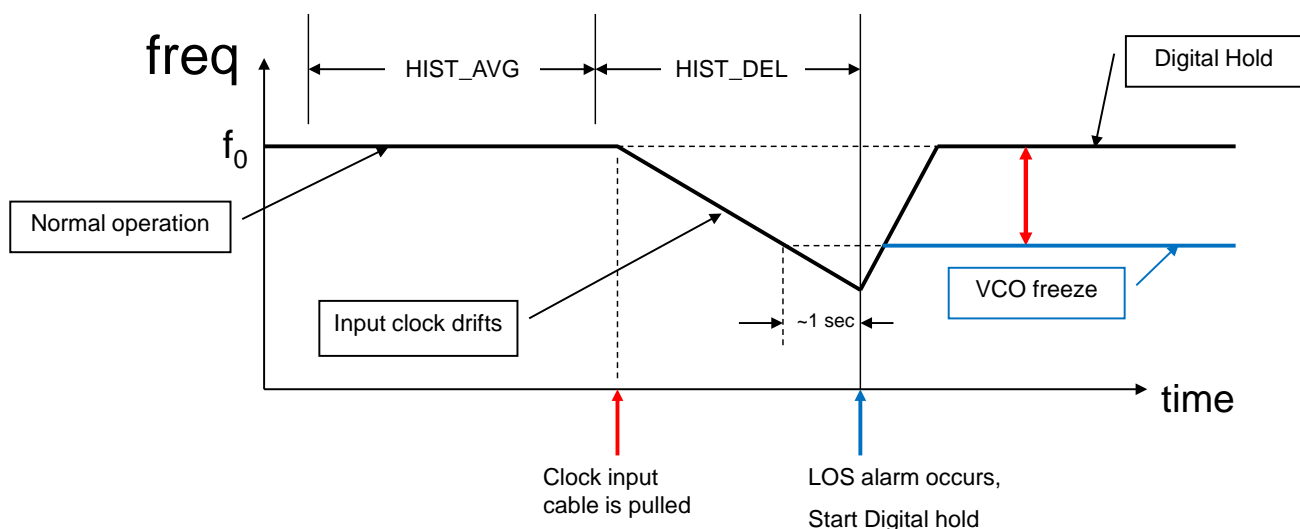 freq
HIST_AVG
HIST_DEL
Digital Hold
f0
Normal operation
Input clock drifts
VCO freeze
~1 sec
time
Clock input
cable is pulled
LOS alarm occurs,
Start Digital hold